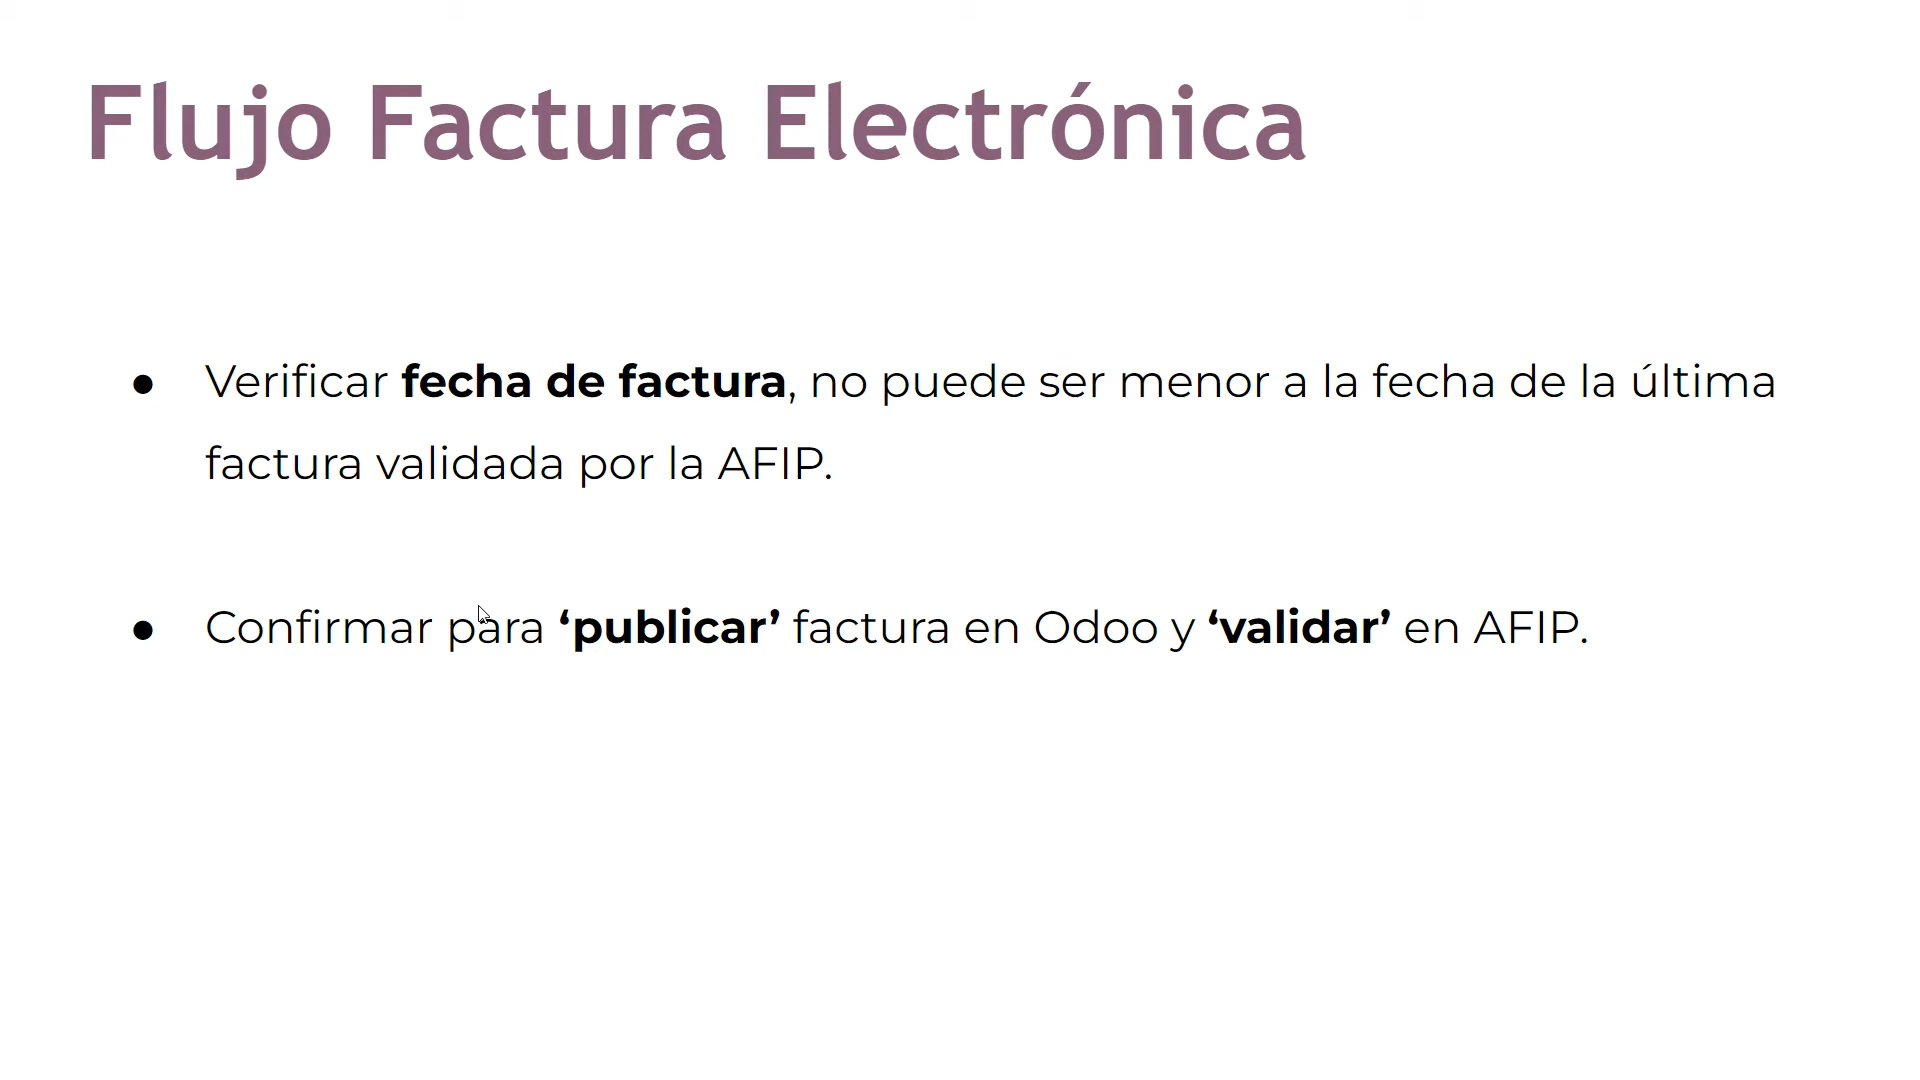 Flujo Factura Electrónica
● Verificar fecha de factura, no puede ser menor a la fecha de la última
factura validada por la AFIP.
● Confirmar para ‘publicar’ factura en Odoo y ‘validar’ en AFIP.